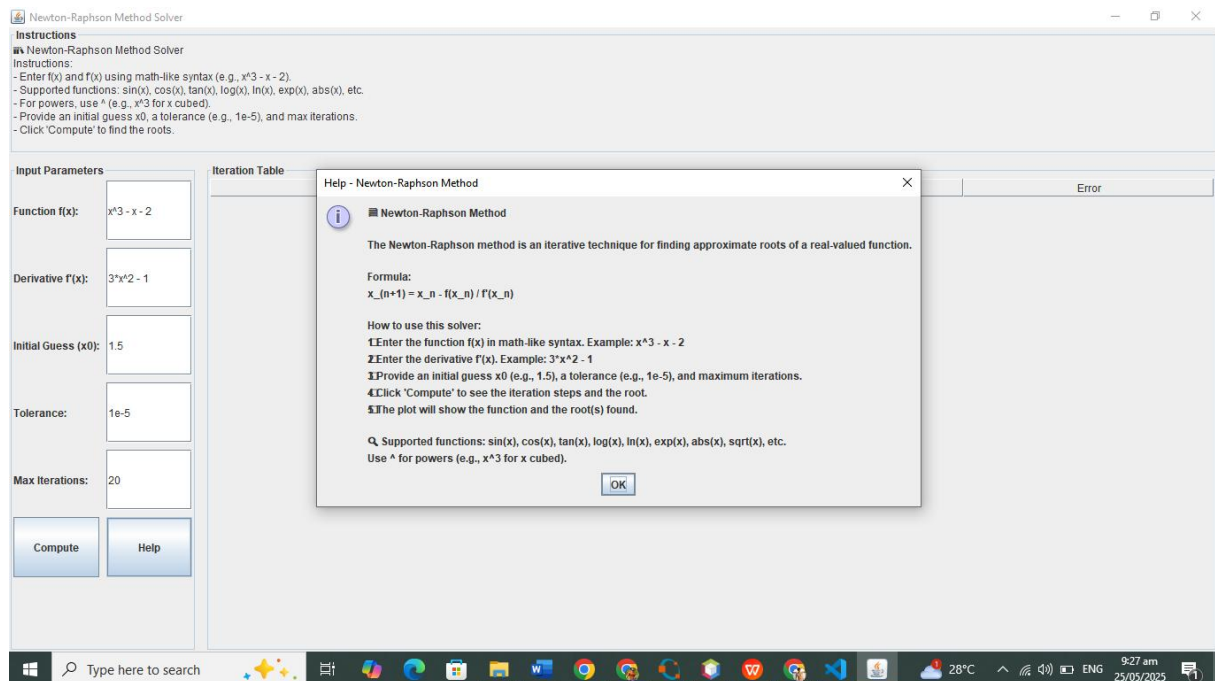 Newton-Raphson Method Solver
Instructions
Newton-Raphson Method Solver
Instructions:
- Enter f(x) and f'(x) using math-like syntax (e.g., x^3 - x - 2).
- Supported functions: sin(x), cos(x), tan(x), log(x), ln(x), exp(x), abs(x), etc.
- For powers, use ^ (e.g., x^3 for x cubed).
- Provide an initial guess x0, a tolerance (e.g., 1e-5), and max iterations.
- Click 'Compute' to find the roots.
Input Parameters
Function f(x): x^3 - x - 2
Derivative f'(x): 3*x^2 - 1
Initial Guess (x0): 1.5
Tolerance: 1e-5
Max Iterations: 20
Compute Help
Iteration Table
Error
Help - Newton-Raphson Method
Newton-Raphson Method
The Newton-Raphson method is an iterative technique for finding approximate roots of a real-valued function.
Formula:
x_(n+1) = x_n - f(x_n) / f'(x_n)
How to use this solver:
1 Enter the function f(x) in math-like syntax. Example: x^3 - x - 2
2 Enter the derivative f'(x). Example: 3*x^2 - 1
3 Provide an initial guess x0 (e.g., 1.5), a tolerance (e.g., 1e-5), and maximum iterations.
4 Click 'Compute' to see the iteration steps and the root.
5 The plot will show the function and the root(s) found.
Supported functions: sin(x), cos(x), tan(x), log(x), ln(x), exp(x), abs(x), sqrt(x), etc.
Use ^ for powers (e.g., x^3 for x cubed).
OK
Type here to search
28°C
ENG
9:27 am
25/05/2025
1